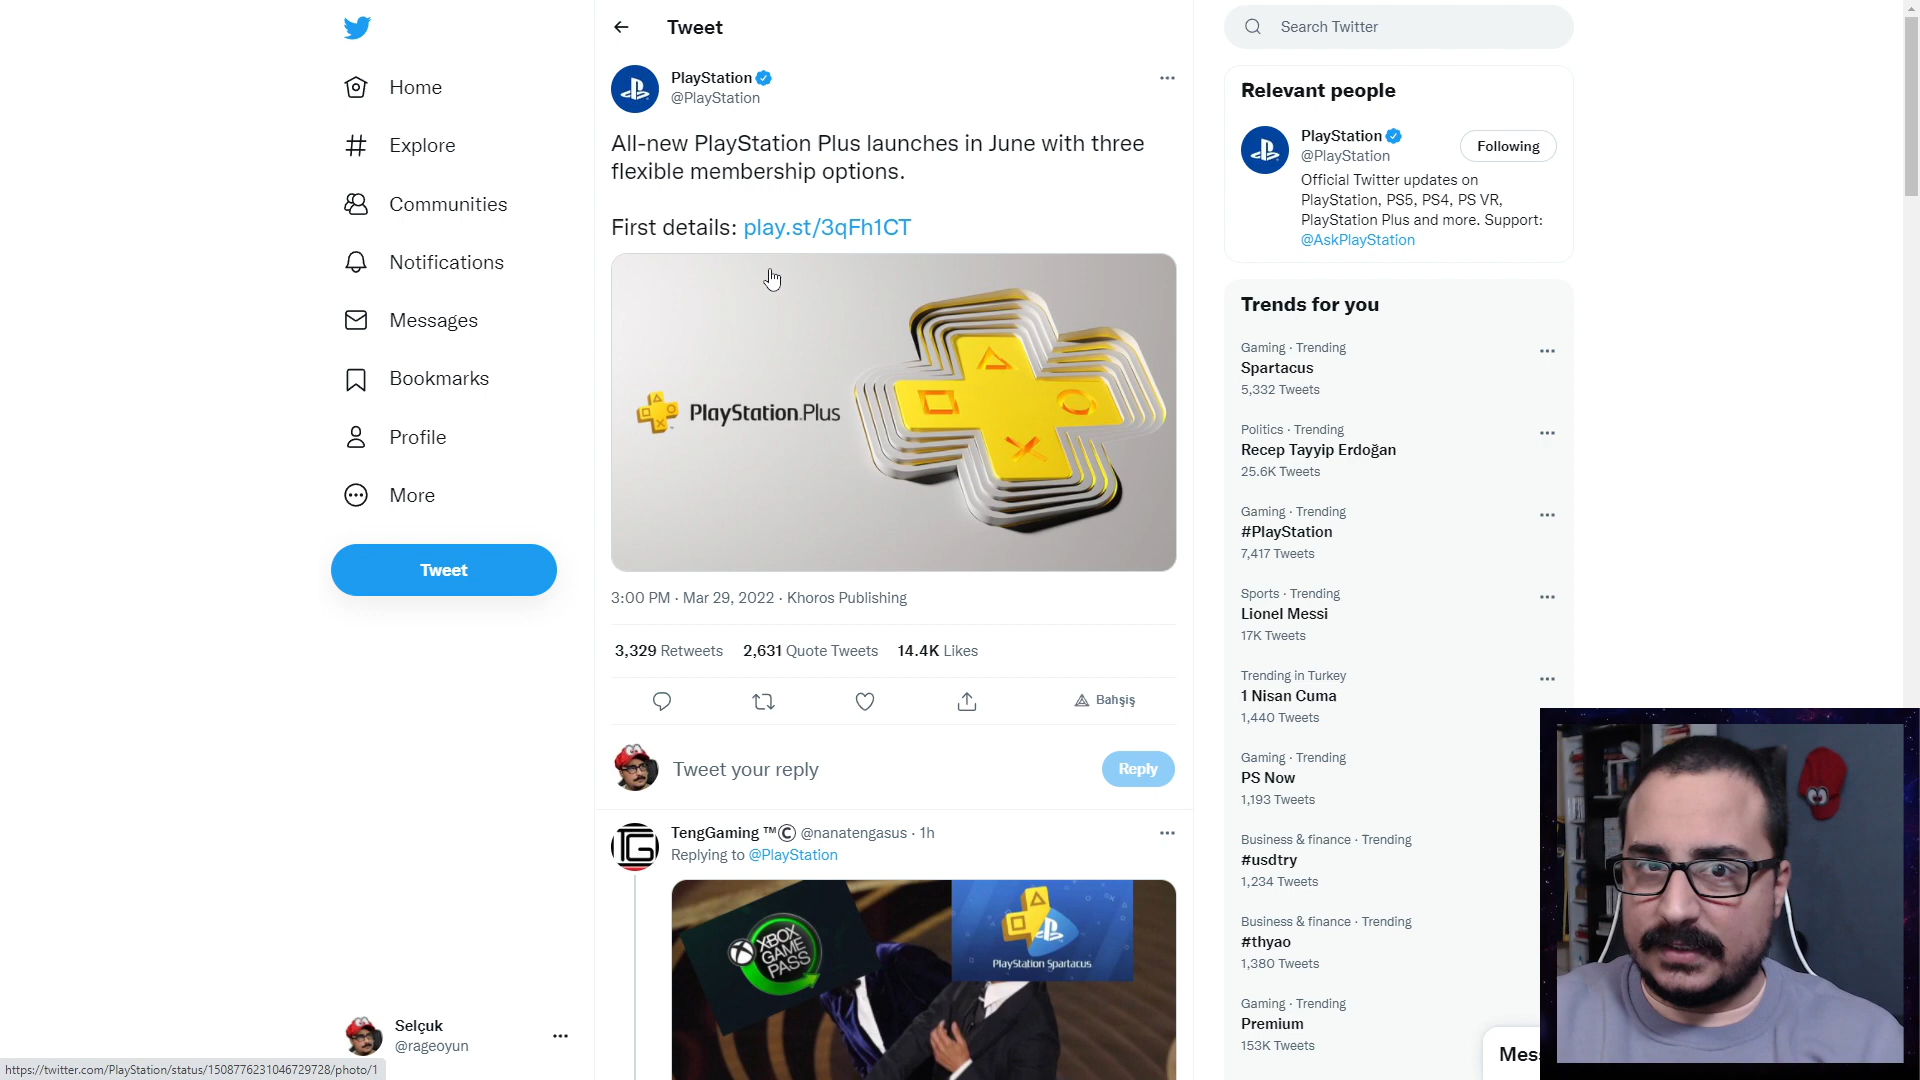 Home
Explore
Communities
Notifications
Messages
Bookmarks
Profile
More
Tweet
Selçuk
@rageoyun
https://twitter.com/PlayStation/status/1508776231046729728/photo/1
Tweet
PlayStation
@PlayStation
All-new PlayStation Plus launches in June with three
flexible membership options.
First details: play.st/3qFh1CT
PlayStation.Plus
3:00 PM · Mar 29, 2022 · Khoros Publishing
3,329 Retweets 2,631 Quote Tweets 14.4K Likes
Bahşiş
Tweet your reply
Reply
TengGaming ™Ⓒ @nanatengasus · 1h
Replying to @PlayStation
XBOX
GAME
PASS
PlayStation Spartacus
Search Twitter
Relevant people
PlayStation
@PlayStation
Following
Official Twitter updates on
PlayStation, PS5, PS4, PS VR,
PlayStation Plus and more. Support:
@AskPlayStation
Trends for you
Gaming · Trending
Spartacus
5,332 Tweets
Politics · Trending
Recep Tayyip Erdoğan
25.6K Tweets
Gaming · Trending
#PlayStation
7,417 Tweets
Sports · Trending
Lionel Messi
17K Tweets
Trending in Turkey
1 Nisan Cuma
1,440 Tweets
Gaming · Trending
PS Now
1,193 Tweets
Business & finance · Trending
#usdtry
1,234 Tweets
Business & finance · Trending
#thyao
1,380 Tweets
Gaming · Trending
Premium
153K Tweets
Mes